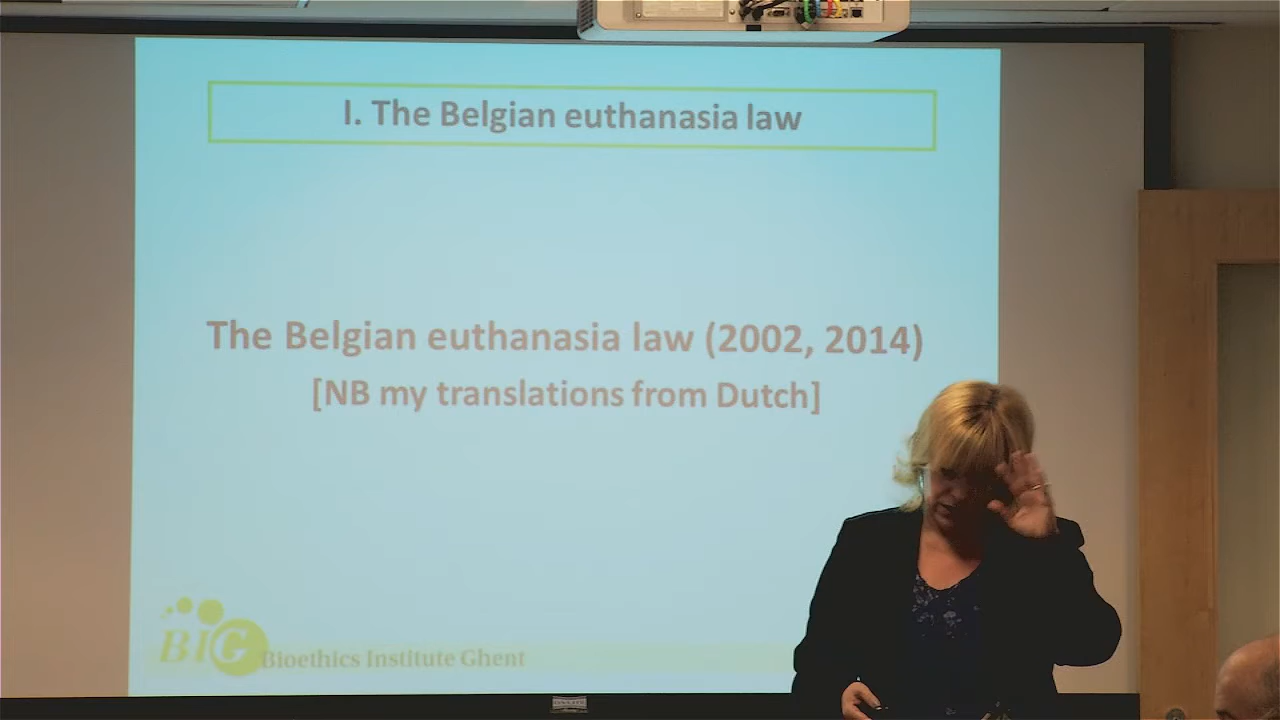 I. The Belgian euthanasia law
The Belgian euthanasia law (2002, 2014)
[NB my translations from Dutch]
BIG Bioethics Institute Ghent